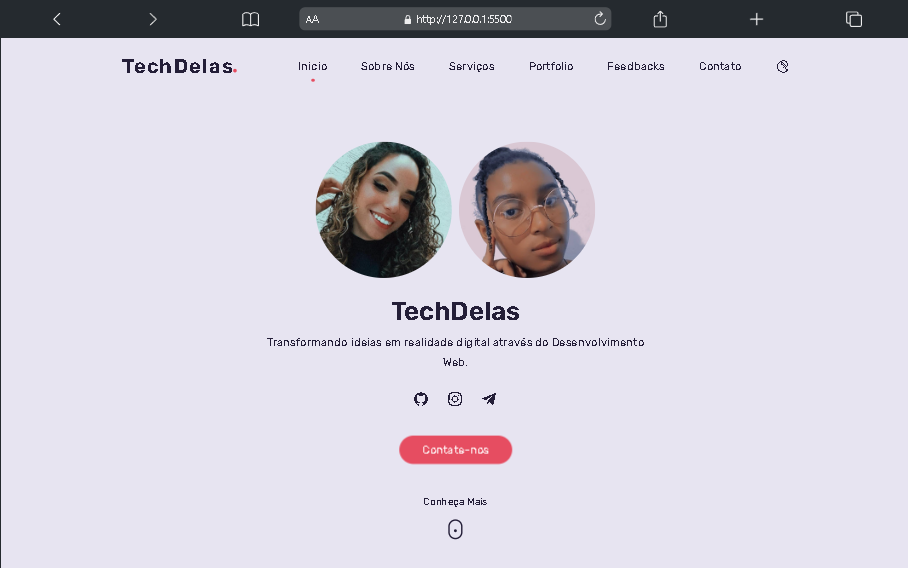 AA http://127.0.0.1:5500
TechDelas.
Início Sobre Nós Serviços Portfolio Feedbacks Contato
TechDelas
Transformando ideias em realidade digital através do Desenvolvimento
Web.
Contate-nos
Conheça Mais